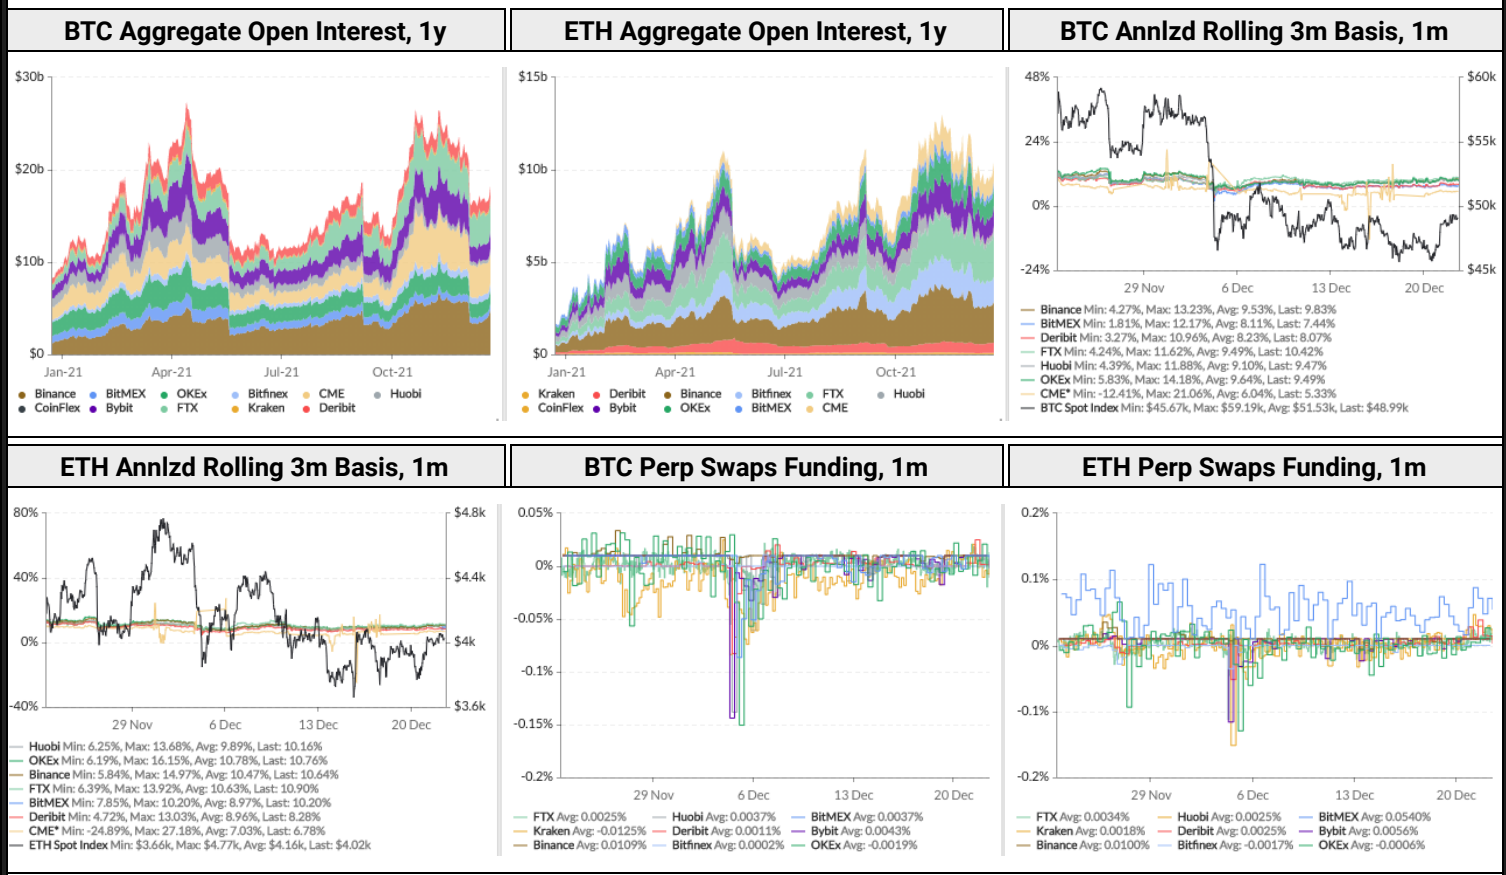 BTC Aggregate Open Interest, 1y
$30b
$20b
$10b
$0
Jan-21 Apr-21 Jul-21 Oct-21
Binance BitMEX OKEx Bitfinex CME Huobi
CoinFlex Bybit FTX Kraken Deribit
ETH Aggregate Open Interest, 1y
$15b
$10b
$5b
$0
Jan-21 Apr-21 Jul-21 Oct-21
Kraken Deribit Binance Bitfinex FTX Huobi
CoinFlex Bybit OKEx BitMEX CME
BTC Annlzd Rolling 3m Basis, 1m
48% $60k
24% $55k
0% $50k
-24% $45k
29 Nov 6 Dec 13 Dec 20 Dec
Binance Min: 4.27%, Max: 13.23%, Avg: 9.53%, Last: 9.83%
BitMEX Min: 1.81%, Max: 12.17%, Avg: 8.11%, Last: 7.44%
Deribit Min: 3.27%, Max: 10.96%, Avg: 8.23%, Last: 8.07%
FTX Min: 4.24%, Max: 11.62%, Avg: 9.49%, Last: 10.42%
Huobi Min: 4.39%, Max: 11.88%, Avg: 9.10%, Last: 9.47%
OKEx Min: 5.83%, Max: 14.18%, Avg: 9.64%, Last: 9.49%
CME* Min: -12.41%, Max: 21.06%, Avg: 6.04%, Last: 5.33%
BTC Spot Index Min: $45.67k, Max: $59.19k, Avg: $51.53k, Last: $48.99k
ETH Annlzd Rolling 3m Basis, 1m
80% $4.8k
40% $4.4k
0% $4k
-40% $3.6k
29 Nov 6 Dec 13 Dec 20 Dec
Huobi Min: 6.25%, Max: 13.68%, Avg: 9.89%, Last: 10.16%
OKEx Min: 6.19%, Max: 16.15%, Avg: 10.78%, Last: 10.76%
Binance Min: 5.84%, Max: 14.97%, Avg: 10.47%, Last: 10.64%
FTX Min: 6.39%, Max: 13.92%, Avg: 10.63%, Last: 10.90%
BitMEX Min: 7.85%, Max: 10.20%, Avg: 8.97%, Last: 10.20%
Deribit Min: 4.72%, Max: 13.03%, Avg: 8.96%, Last: 8.28%
CME* Min: -24.89%, Max: 27.18%, Avg: 7.03%, Last: 6.78%
ETH Spot Index Min: $3.66k, Max: $4.77k, Avg: $4.16k, Last: $4.02k
BTC Perp Swaps Funding, 1m
0.05%
0%
-0.05%
-0.1%
-0.15%
-0.2%
29 Nov 6 Dec 13 Dec 20 Dec
FTX Avg: 0.0025% Huobi Avg: 0.0037% BitMEX Avg: 0.0037%
Kraken Avg: -0.0125% Deribit Avg: 0.0011% Bybit Avg: 0.0043%
Binance Avg: 0.0109% Bitfinex Avg: 0.0002% OKEx Avg: -0.0019%
ETH Perp Swaps Funding, 1m
0.2%
0.1%
0%
-0.1%
-0.2%
29 Nov 6 Dec 13 Dec 20 Dec
FTX Avg: 0.0034% Huobi Avg: 0.0025% BitMEX Avg: 0.0540%
Kraken Avg: 0.0018% Deribit Avg: 0.0025% Bybit Avg: 0.0056%
Binance Avg: 0.0100% Bitfinex Avg: -0.0017% OKEx Avg: -0.0006%